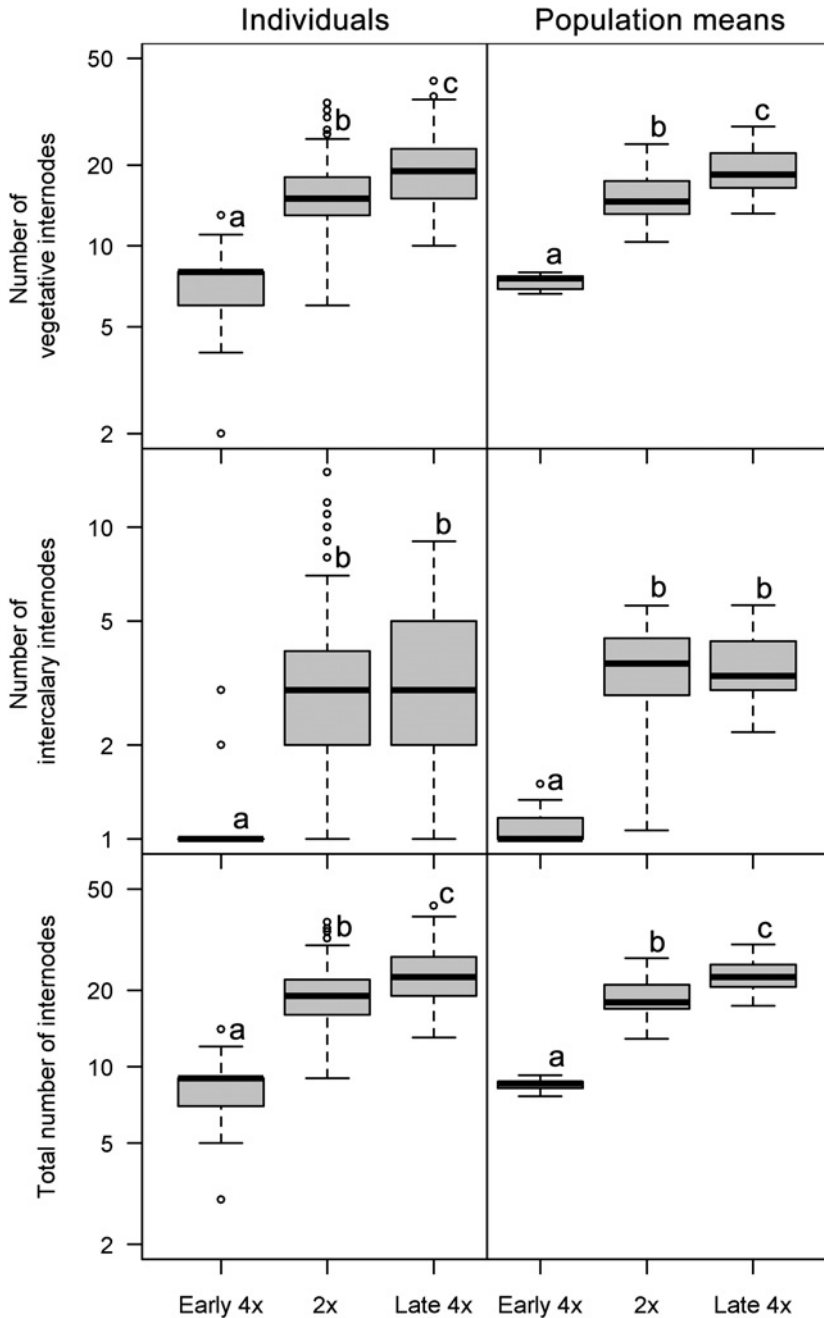 Individuals
Population means
Number of
vegetative internodes
50
20
10
5
2
a
b
c
a
b
c
Number of
intercalary internodes
10
5
2
1
a
b
b
a
b
b
Total number of internodes
50
20
10
5
2
a
b
c
a
b
c
Early 4x
2x
Late 4x
Early 4x
2x
Late 4x